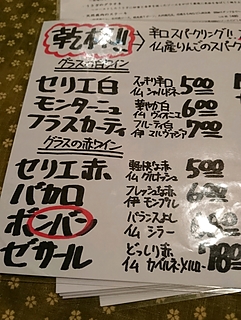 乾杯!!
辛口スパークリング!!
仏産りんごのスパーク
グラスの白ワイン
セリエ白 スッキリ辛口 500
仏 シャルドネ
モンターニュ 華やか白 600
仏 ヴィオニエ
フラスカーティ フルーティ白 700
伊 マルヴァジア
グラスの赤ワイン
セリエ赤 軽快な赤 500
仏
バカロ フレッシュな赤 600
伊 モンプル
ボンバン バランスよし
仏 シラー
ゼサール どっしり赤
仏 カベルネ・メルロー